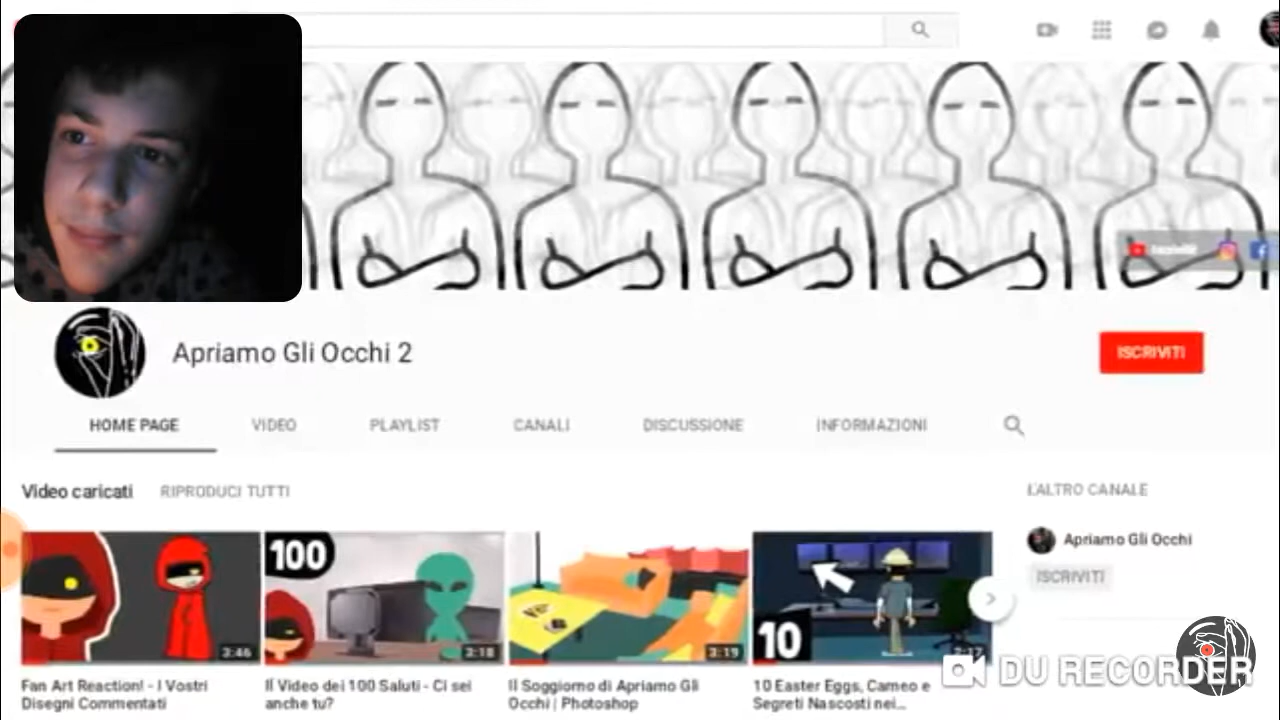 Apriamo Gli Occhi 2
ISCRIVITI
HOME PAGE VIDEO PLAYLIST CANALI DISCUSSIONE INFORMAZIONI
Video caricati RIPRODUCI TUTTI
L'ALTRO CANALE
Apriamo Gli Occhi
ISCRIVITI
100
10
3:46
3:18
3:19
Fan Art Reaction! - I Vostri
Disegni Commentati
Il Video dei 100 Saluti - Ci sei
anche tu?
Il Soggiorno di Apriamo Gli
Occhi | Photoshop
10 Easter Eggs, Cameo e
Segreti Nascosti nei...
DU RECORDER